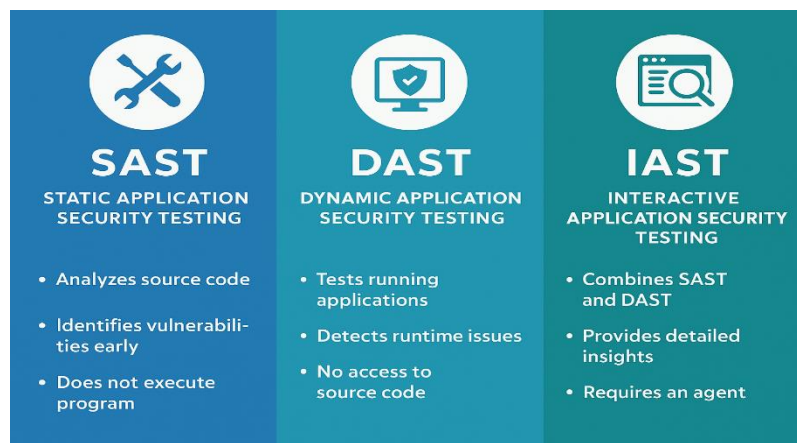 SAST
STATIC APPLICATION
SECURITY TESTING
• Analyzes source code
• Identifies vulnerabili-
ties early
• Does not execute
program
DAST
DYNAMIC APPLICATION
SECURITY TESTING
• Tests running
applications
• Detects runtime issues
• No access to
source code
IAST
INTERACTIVE
APPLICATION SECURITY
TESTING
• Combines SAST
and DAST
• Provides detailed
insights
• Requires an agent